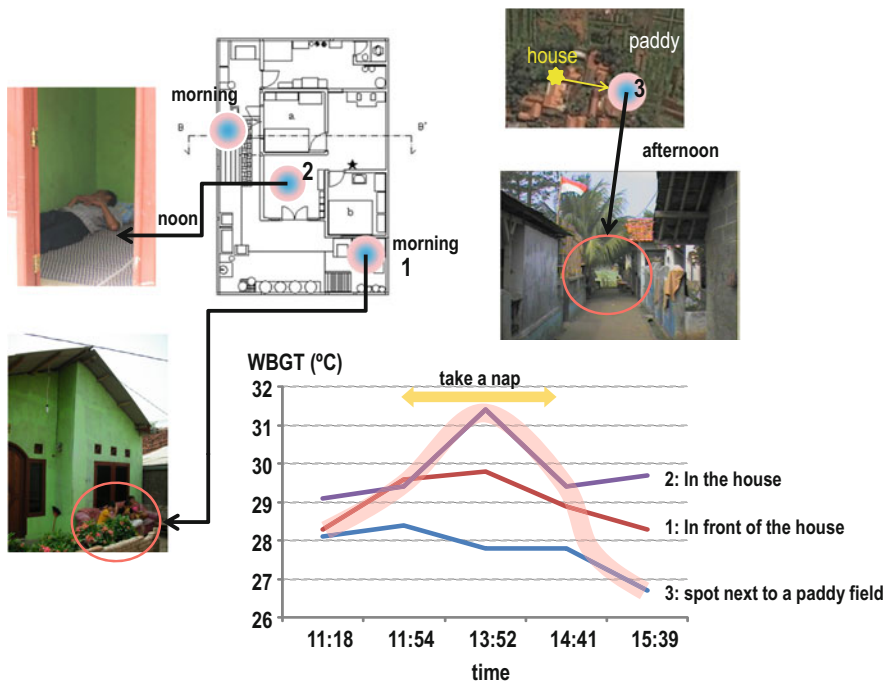 morning
B
B'
a
2
b
morning
1
noon
house
paddy
3
afternoon
WBGT (ºC)
take a nap
32
31
30
29
28
27
26
2: In the house
1: In front of the house
3: spot next to a paddy field
11:18 11:54 13:52 14:41 15:39
time